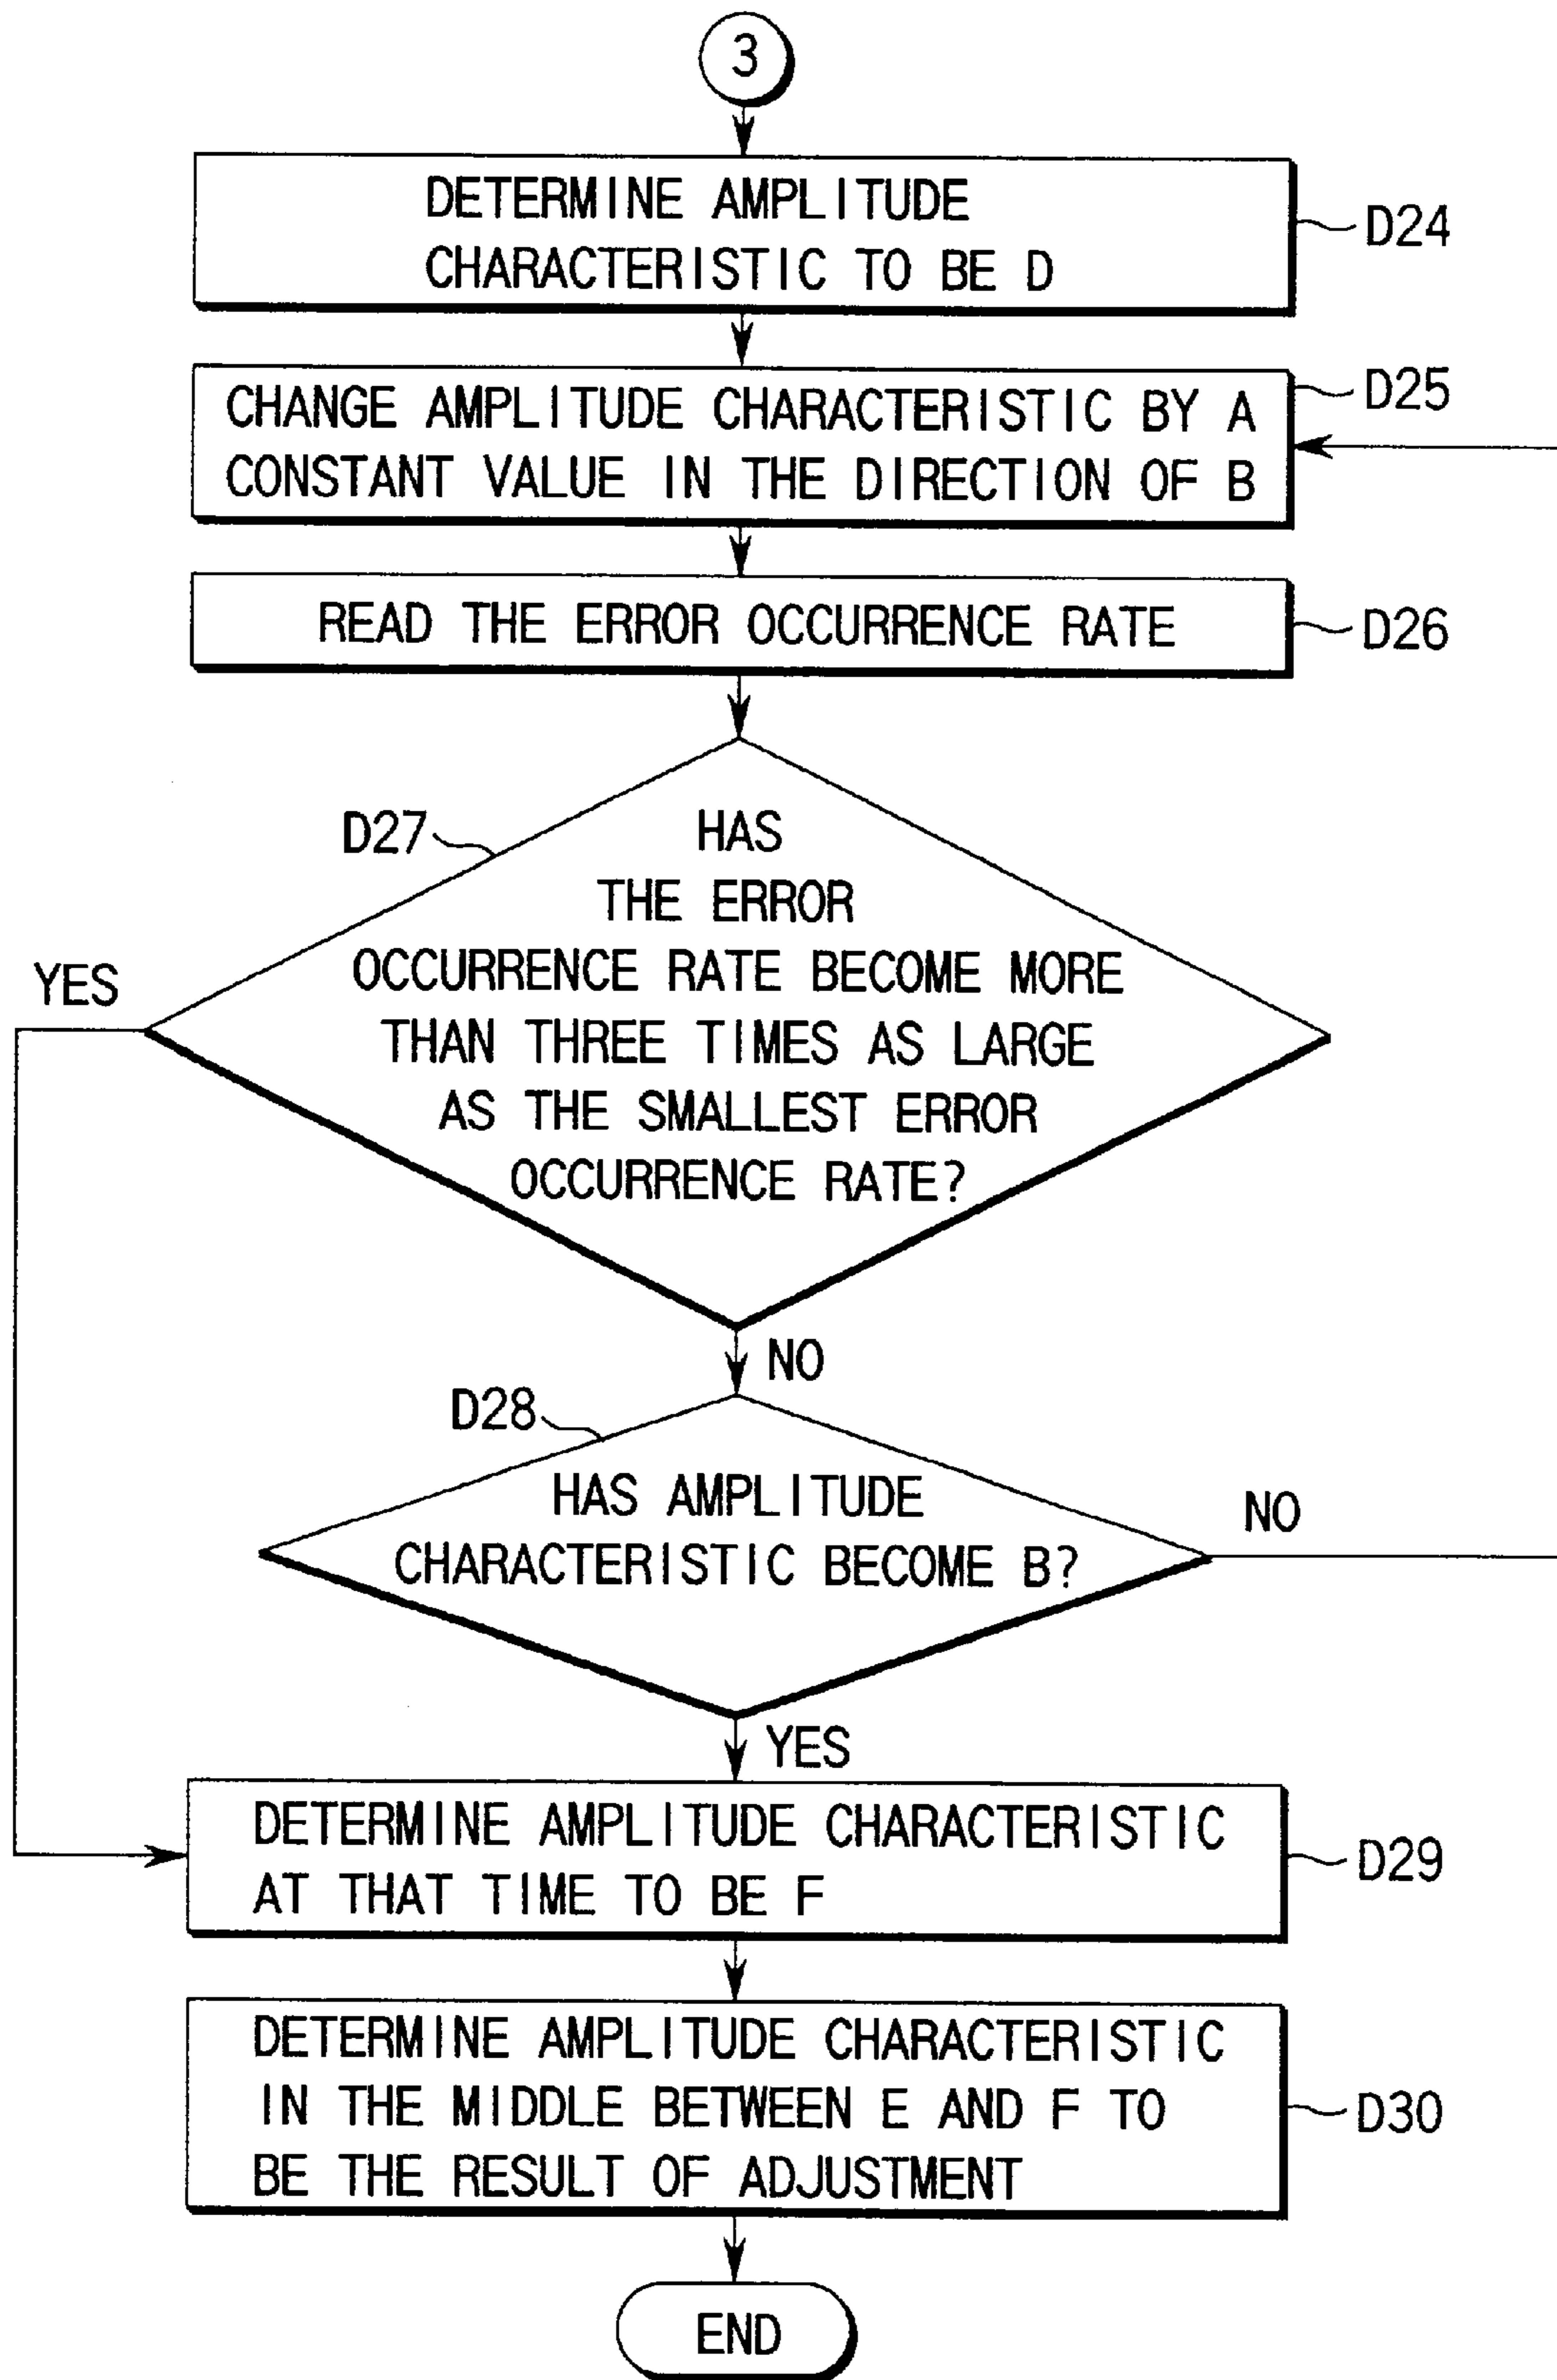 3
DETERMINE AMPLITUDE
CHARACTERISTIC TO BE D
D24
CHANGE AMPLITUDE CHARACTERISTIC BY A
CONSTANT VALUE IN THE DIRECTION OF B
D25
READ THE ERROR OCCURRENCE RATE
D26
D27
HAS
THE ERROR
OCCURRENCE RATE BECOME MORE
THAN THREE TIMES AS LARGE
AS THE SMALLEST ERROR
OCCURRENCE RATE?
YES
NO
D28
HAS AMPLITUDE
CHARACTERISTIC BECOME B?
NO
YES
DETERMINE AMPLITUDE CHARACTERISTIC
AT THAT TIME TO BE F
D29
DETERMINE AMPLITUDE CHARACTERISTIC
IN THE MIDDLE BETWEEN E AND F TO
BE THE RESULT OF ADJUSTMENT
D30
END